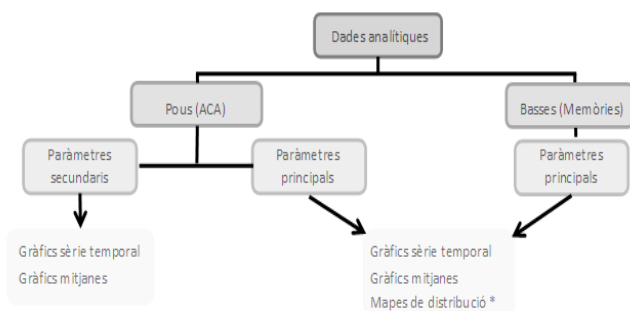 Dades analítiques
Pous (ACA)
Basses (Memòries)
Paràmetres
secundaris
Paràmetres
principals
Paràmetres
principals
Gràfics sèrie temporal
Gràfics mitjanes
Gràfics sèrie temporal
Gràfics mitjanes
Mapes de distribució *